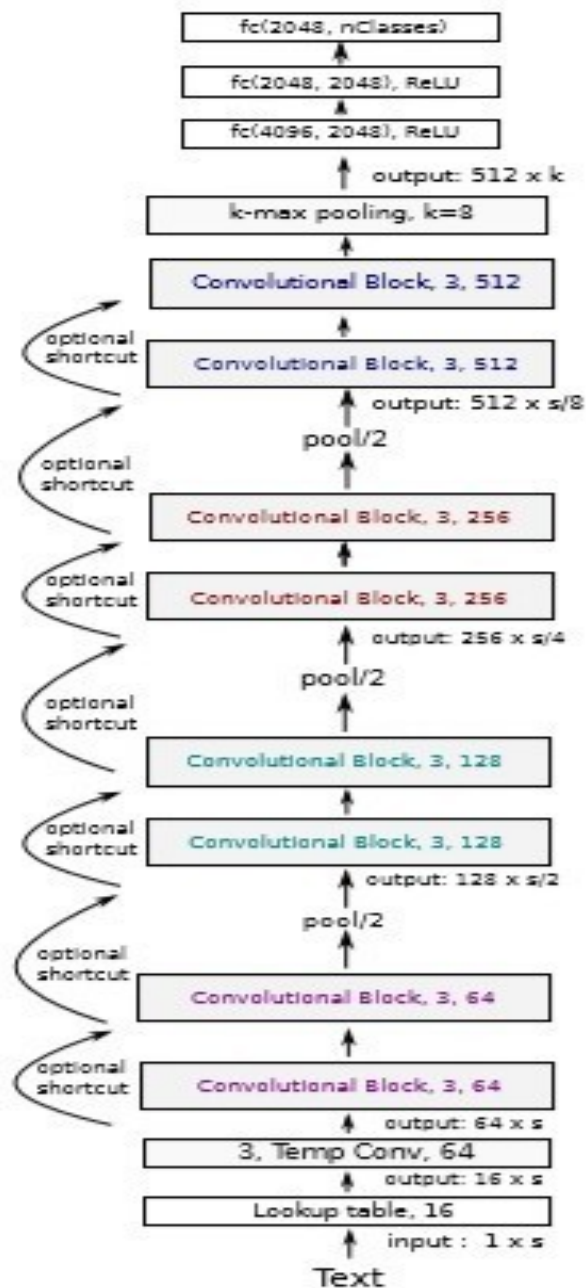 fc(2048, nClasses)
fc(2048, 2048), ReLU
fc(4096, 2048), ReLU
output: 512 x k
k-max pooling, k=8
Convolutional Block, 3, 512
optional
shortcut
Convolutional Block, 3, 512
output: 512 x s/8
pool/2
optional
shortcut
Convolutional Block, 3, 256
optional
shortcut
Convolutional Block, 3, 256
output: 256 x s/4
pool/2
optional
shortcut
Convolutional Block, 3, 128
optional
shortcut
Convolutional Block, 3, 128
output: 128 x s/2
pool/2
optional
shortcut
Convolutional Block, 3, 64
optional
shortcut
Convolutional Block, 3, 64
output: 64 x s
3, Temp Conv, 64
output: 16 x s
Lookup table, 16
input : 1 x s
Text